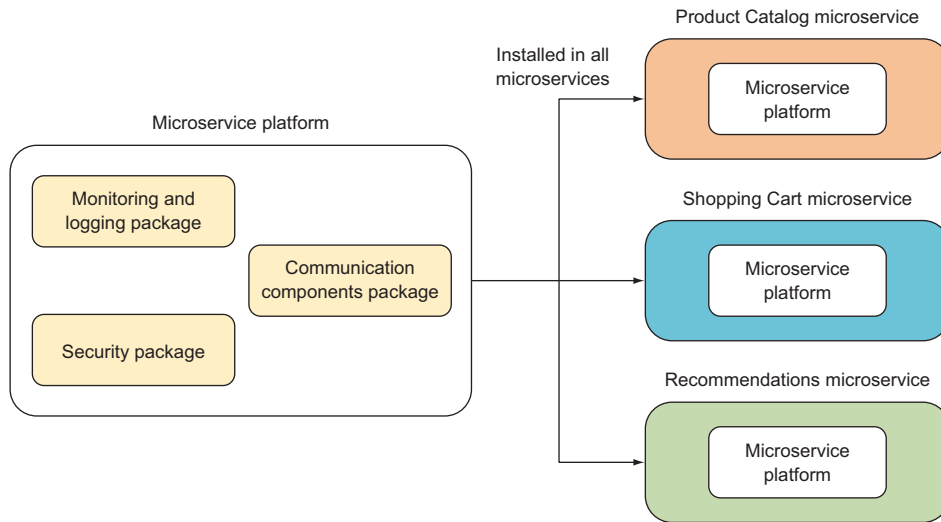 Microservice platform
Monitoring and
logging package
Communication
components package
Security package
Installed in all
microservices
Product Catalog microservice
Microservice
platform
Shopping Cart microservice
Microservice
platform
Recommendations microservice
Microservice
platform